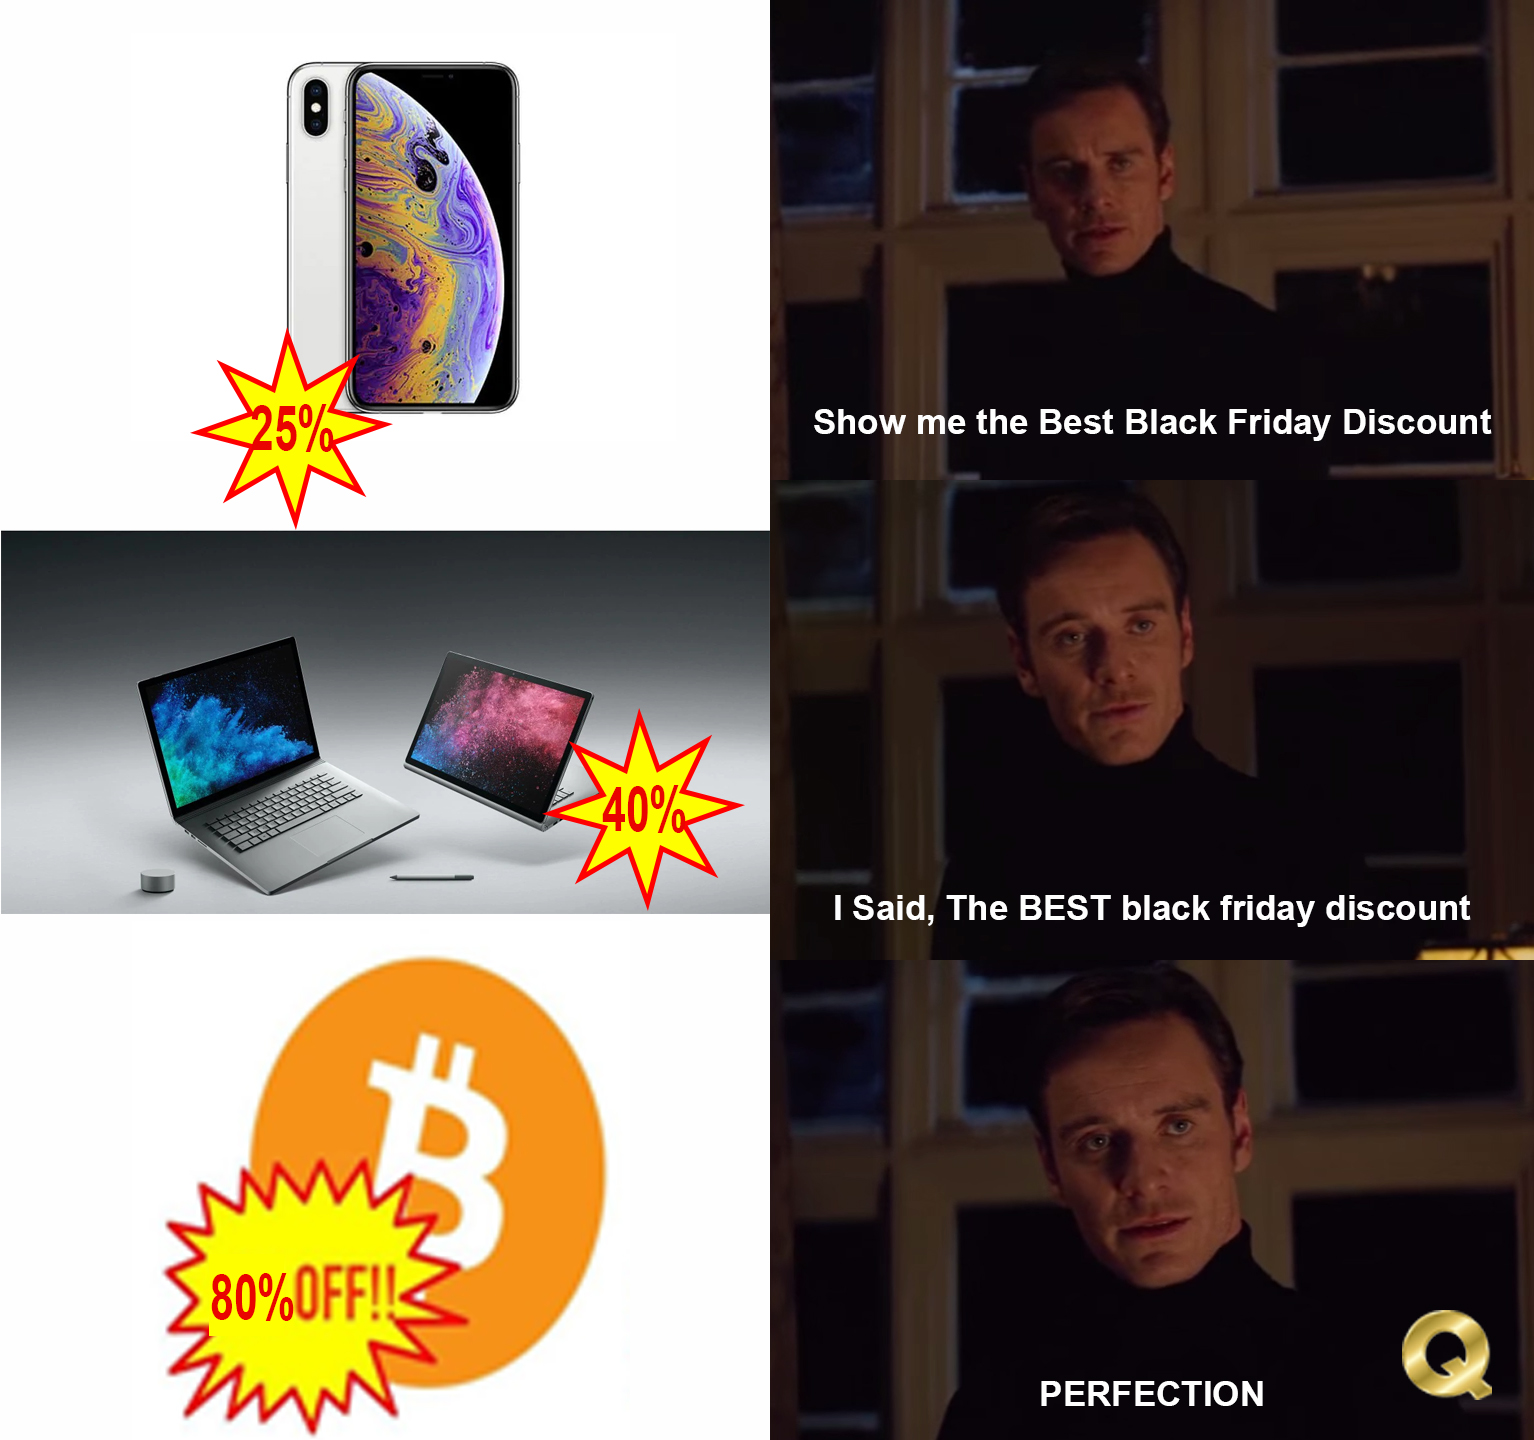 25%
Show me the Best Black Friday Discount
40%
I Said, The BEST black friday discount
80%OFF!!
PERFECTION
Q